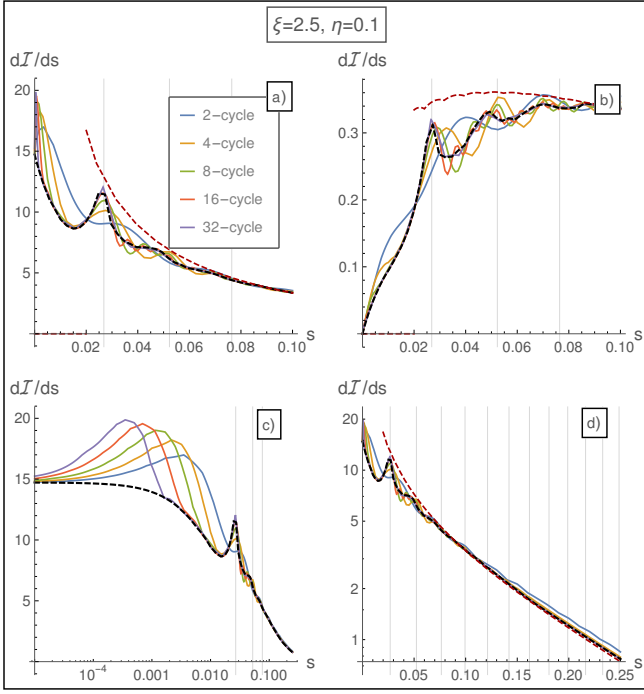 ξ=2.5, η=0.1
dI/ds
20
15
10
5
0.02
0.04
0.06
0.08
0.10
s
a)
2-cycle
4-cycle
8-cycle
16-cycle
32-cycle
dI/ds
0.3
0.2
0.1
0.02
0.04
0.06
0.08
0.10
s
b)
dI/ds
20
15
10
5
10⁻⁴
0.001
0.010
0.100
s
c)
dI/ds
20
10
5
2
1
0.05
0.10
0.15
0.20
0.25
s
d)